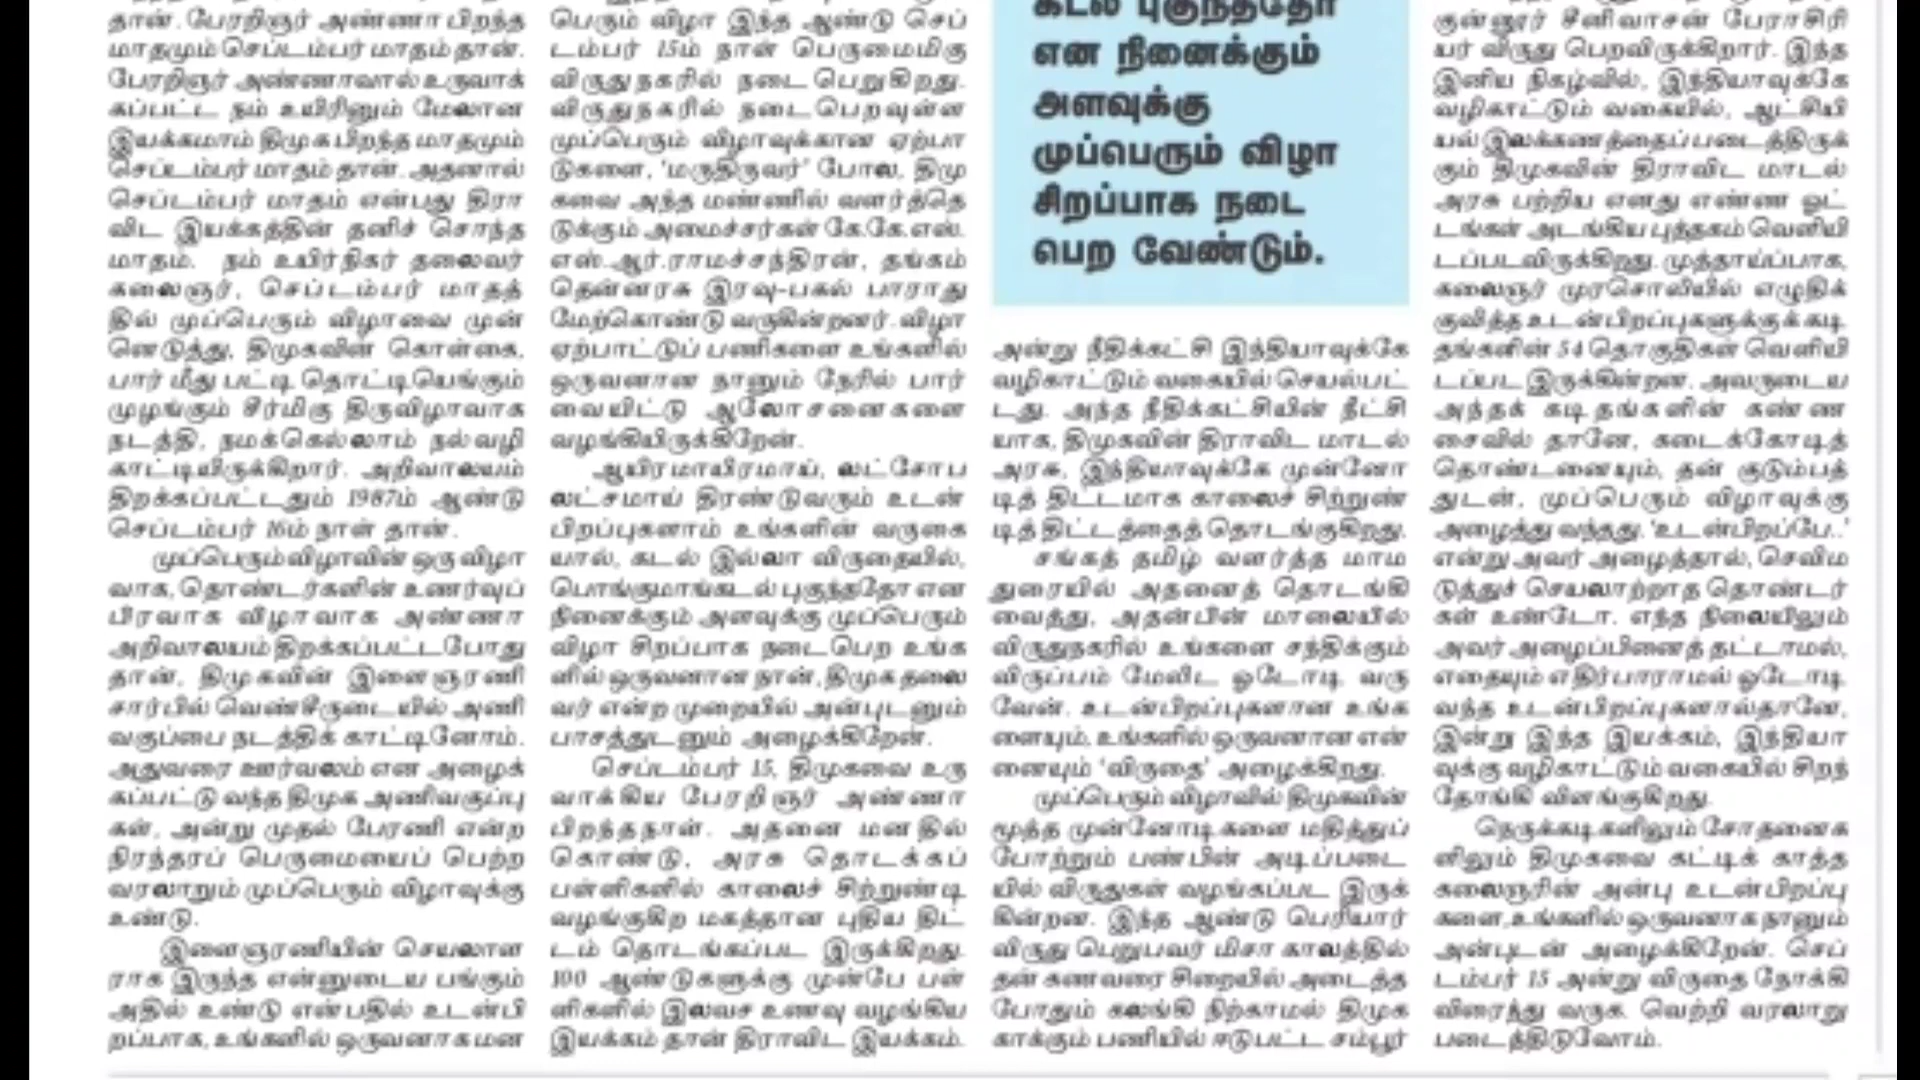 தான். பேரறிஞர் அண்ணா பிறந்த
மாதமும் செப்டம்பர் மாதம் தான்.
பேரறிஞர் அண்ணாவால் உருவாக்
கப்பட்ட நம் உயிரினும் மேலான
இயக்கமாம் திமுக பிறந்த மாதமும்
செப்டம்பர் மாதம் தான். அதனால்
செப்டம்பர் மாதம் என்பது திரா
விட இயக்கத்தின் தனிச் சொந்த
மாதம். நம் உயிர்நிகர் தலைவர்
கலைஞர், செப்டம்பர் மாதத்
தில் முப்பெரும் விழாவை முன்
னெடுத்து, திமுகவின் கொள்கை,
பார் மீது பட்டி தொட்டியெங்கும்
முழங்கும் சீர்மிகு திருவிழாவாக
நடத்தி, நமக்கெல்லாம் நல்வழி
காட்டியிருக்கிறார். அறிவாலயம்
திறக்கப்பட்டதும் 1987ம் ஆண்டு
செப்டம்பர் 16ம் நாள் தான்.
முப்பெரும் விழாவின் ஒரு விழா
வாக, தொண்டர்களின் உணர்வுப்
பிரவாக விழாவாக அண்ணா
அறிவாலயம் திறக்கப்பட்ட போது
தான், திமுகவின் இளைஞரணி
சார்பில் வெண்சீருடையில் அணி
வகுப்பை நடத்திக் காட்டினோம்.
அதுவரை ஊர்வலம் என அழைக்
கப்பட்டு வந்த திமுக அணிவகுப்பு
கள், அன்று முதல் பேரணி என்ற
நிரந்தரப் பெருமையைப் பெற்ற
வரலாறும் முப்பெரும் விழாவுக்கு
உண்டு.
இளைஞரணியின் செயலாள
ராக இருந்த என்னுடைய பங்கும்
அதில் உண்டு என்பதில் உடன்பி
றப்பாக, உங்களில் ஒருவனாக மன
பெரும் விழா இந்த ஆண்டு செப்
டம்பர் 15ம் நாள் பெருமைமிகு
விருதுநகரில் நடைபெறுகிறது.
விருதுநகரில் நடைபெறவுள்ள
முப்பெரும் விழாவுக்கான ஏற்பா
டுகளை, ‘மருதிருவர்’ போல, திமு
கவை அந்த மண்ணில் வளர்த்தெ
டுக்கும் அமைச்சர்கள் கே.கே.எஸ்.
எஸ்.ஆர்.ராமச்சந்திரன், தங்கம்
தென்னரசு இரவு-பகல் பாராது
மேற்கொண்டு வருகின்றனர். விழா
ஏற்பாட்டுப் பணிகளை உங்களில்
ஒருவனான நானும் நேரில் பார்
வையிட்டு ஆலோசனைகளை
வழங்கியிருக்கிறேன்.
ஆயிரமாயிரமாய், லட்சோப
லட்சமாய் திரண்டுவரும் உடன்
பிறப்புகளாம் உங்களின் வருகை
யால், கடல் இல்லா விருதையில்,
பொங்குமாங்கடல் புகுந்ததோ என
நினைக்கும் அளவுக்கு முப்பெரும்
விழா சிறப்பாக நடைபெற உங்க
ளில் ஒருவனான நான், திமுக தலை
வர் என்ற முறையில் அன்புடனும்
பாசத்துடனும் அழைக்கிறேன்.
செப்டம்பர் 15, திமுகவை உரு
வாக்கிய பேரறிஞர் அண்ணா
பிறந்தநாள். அதனை மனதில்
கொண்டு, அரசு தொடக்கப்
பள்ளிகளில் காலைச் சிற்றுண்டி
வழங்குகிற மகத்தான புதிய திட்
டம் தொடங்கப்பட இருக்கிறது.
100 ஆண்டுகளுக்கு முன்பே பள்
ளிகளில் இலவச உணவு வழங்கிய
இயக்கம் தான் திராவிட இயக்கம்.
கடல் புகுந்ததோ
என நினைக்கும்
அளவுக்கு
முப்பெரும் விழா
சிறப்பாக நடை
பெற வேண்டும்.
அன்று நீதிக்கட்சி இந்தியாவுக்கே
வழிகாட்டும் வகையில் செயல்பட்
டது. அந்த நீதிக்கட்சியின் நீட்சி
யாக, திமுகவின் திராவிட மாடல்
அரசு, இந்தியாவுக்கே முன்னோ
டித் திட்டமாக காலைச் சிற்றுண்
டித் திட்டத்தைத் தொடங்குகிறது.
சங்கத் தமிழ் வளர்த்த மாம
துரையில் அதனைத் தொடங்கி
வைத்து, அதன்பின் மாலையில்
விருதுநகரில் உங்களை சந்திக்கும்
விருப்பம் மேலிட ஓடோடி வரு
வேன். உடன்பிறப்புகளான உங்க
ளையும், உங்களில் ஒருவனான என்
னையும் ‘விருதை’ அழைக்கிறது.
முப்பெரும் விழாவில் திமுகவின்
மூத்த முன்னோடிகளை மதித்துப்
போற்றும் பண்பின் அடிப்படை
யில் விருதுகள் வழங்கப்பட இருக்
கின்றன. இந்த ஆண்டு பெரியார்
விருது பெறுபவர் மிசா காலத்தில்
தன் கணவரை சிறையில் அடைத்த
போதும் கலங்கி நிற்காமல் திமுக
காக்கும் பணியில் ஈடுபட்ட சம்பூர்
குன்னூர் சீனிவாசன் பேராசிரி
யர் விருது பெறவிருக்கிறார். இந்த
இனிய நிகழ்வில், இந்தியாவுக்கே
வழிகாட்டும் வகையில், ஆட்சியி
யல் இலக்கணத்தைப் படைத்திருக்
கும் திமுகவின் திராவிட மாடல்
அரசு பற்றிய எனது எண்ண ஓட்
டங்கள் அடங்கிய புத்தகம் வெளியி
டப்படவிருக்கிறது. முத்தாய்ப்பாக,
கலைஞர் முரசொலியில் எழுதிக்
குவித்த உடன்பிறப்புகளுக்குக் கடி
தங்களின் 54 தொகுதிகள் வெளியி
டப்பட இருக்கின்றன. அவருடைய
அந்தக் கடிதங்களின் கண்ண
சைவில் தானே, கடைக்கோடித்
தொண்டனையும், தன் குடும்பத்
துடன், முப்பெரும் விழாவுக்கு
அழைத்து வந்தது. ‘உடன்பிறப்பே..’
என்று அவர் அழைத்தால், செவிம
டுத்துச் செயலாற்றாத தொண்டர்
கள் உண்டோ. எந்த நிலையிலும்
அவர் அழைப்பினைத் தட்டாமல்,
எதையும் எதிர்பாராமல் ஓடோடி
வந்த உடன்பிறப்புகளால்தானே,
இன்று இந்த இயக்கம், இந்தியா
வுக்கு வழிகாட்டும் வகையில் சிறந்
தோங்கி விளங்குகிறது.
நெருக்கடிகளிலும் சோதனைக
ளிலும் திமுகவை கட்டிக் காத்த
கலைஞரின் அன்பு உடன்பிறப்பு
களை, உங்களில் ஒருவனாக நானும்
அன்புடன் அழைக்கிறேன். செப்
டம்பர் 15 அன்று விருதை நோக்கி
விரைந்து வருக. வெற்றி வரலாறு
படைத்திடுவோம்.